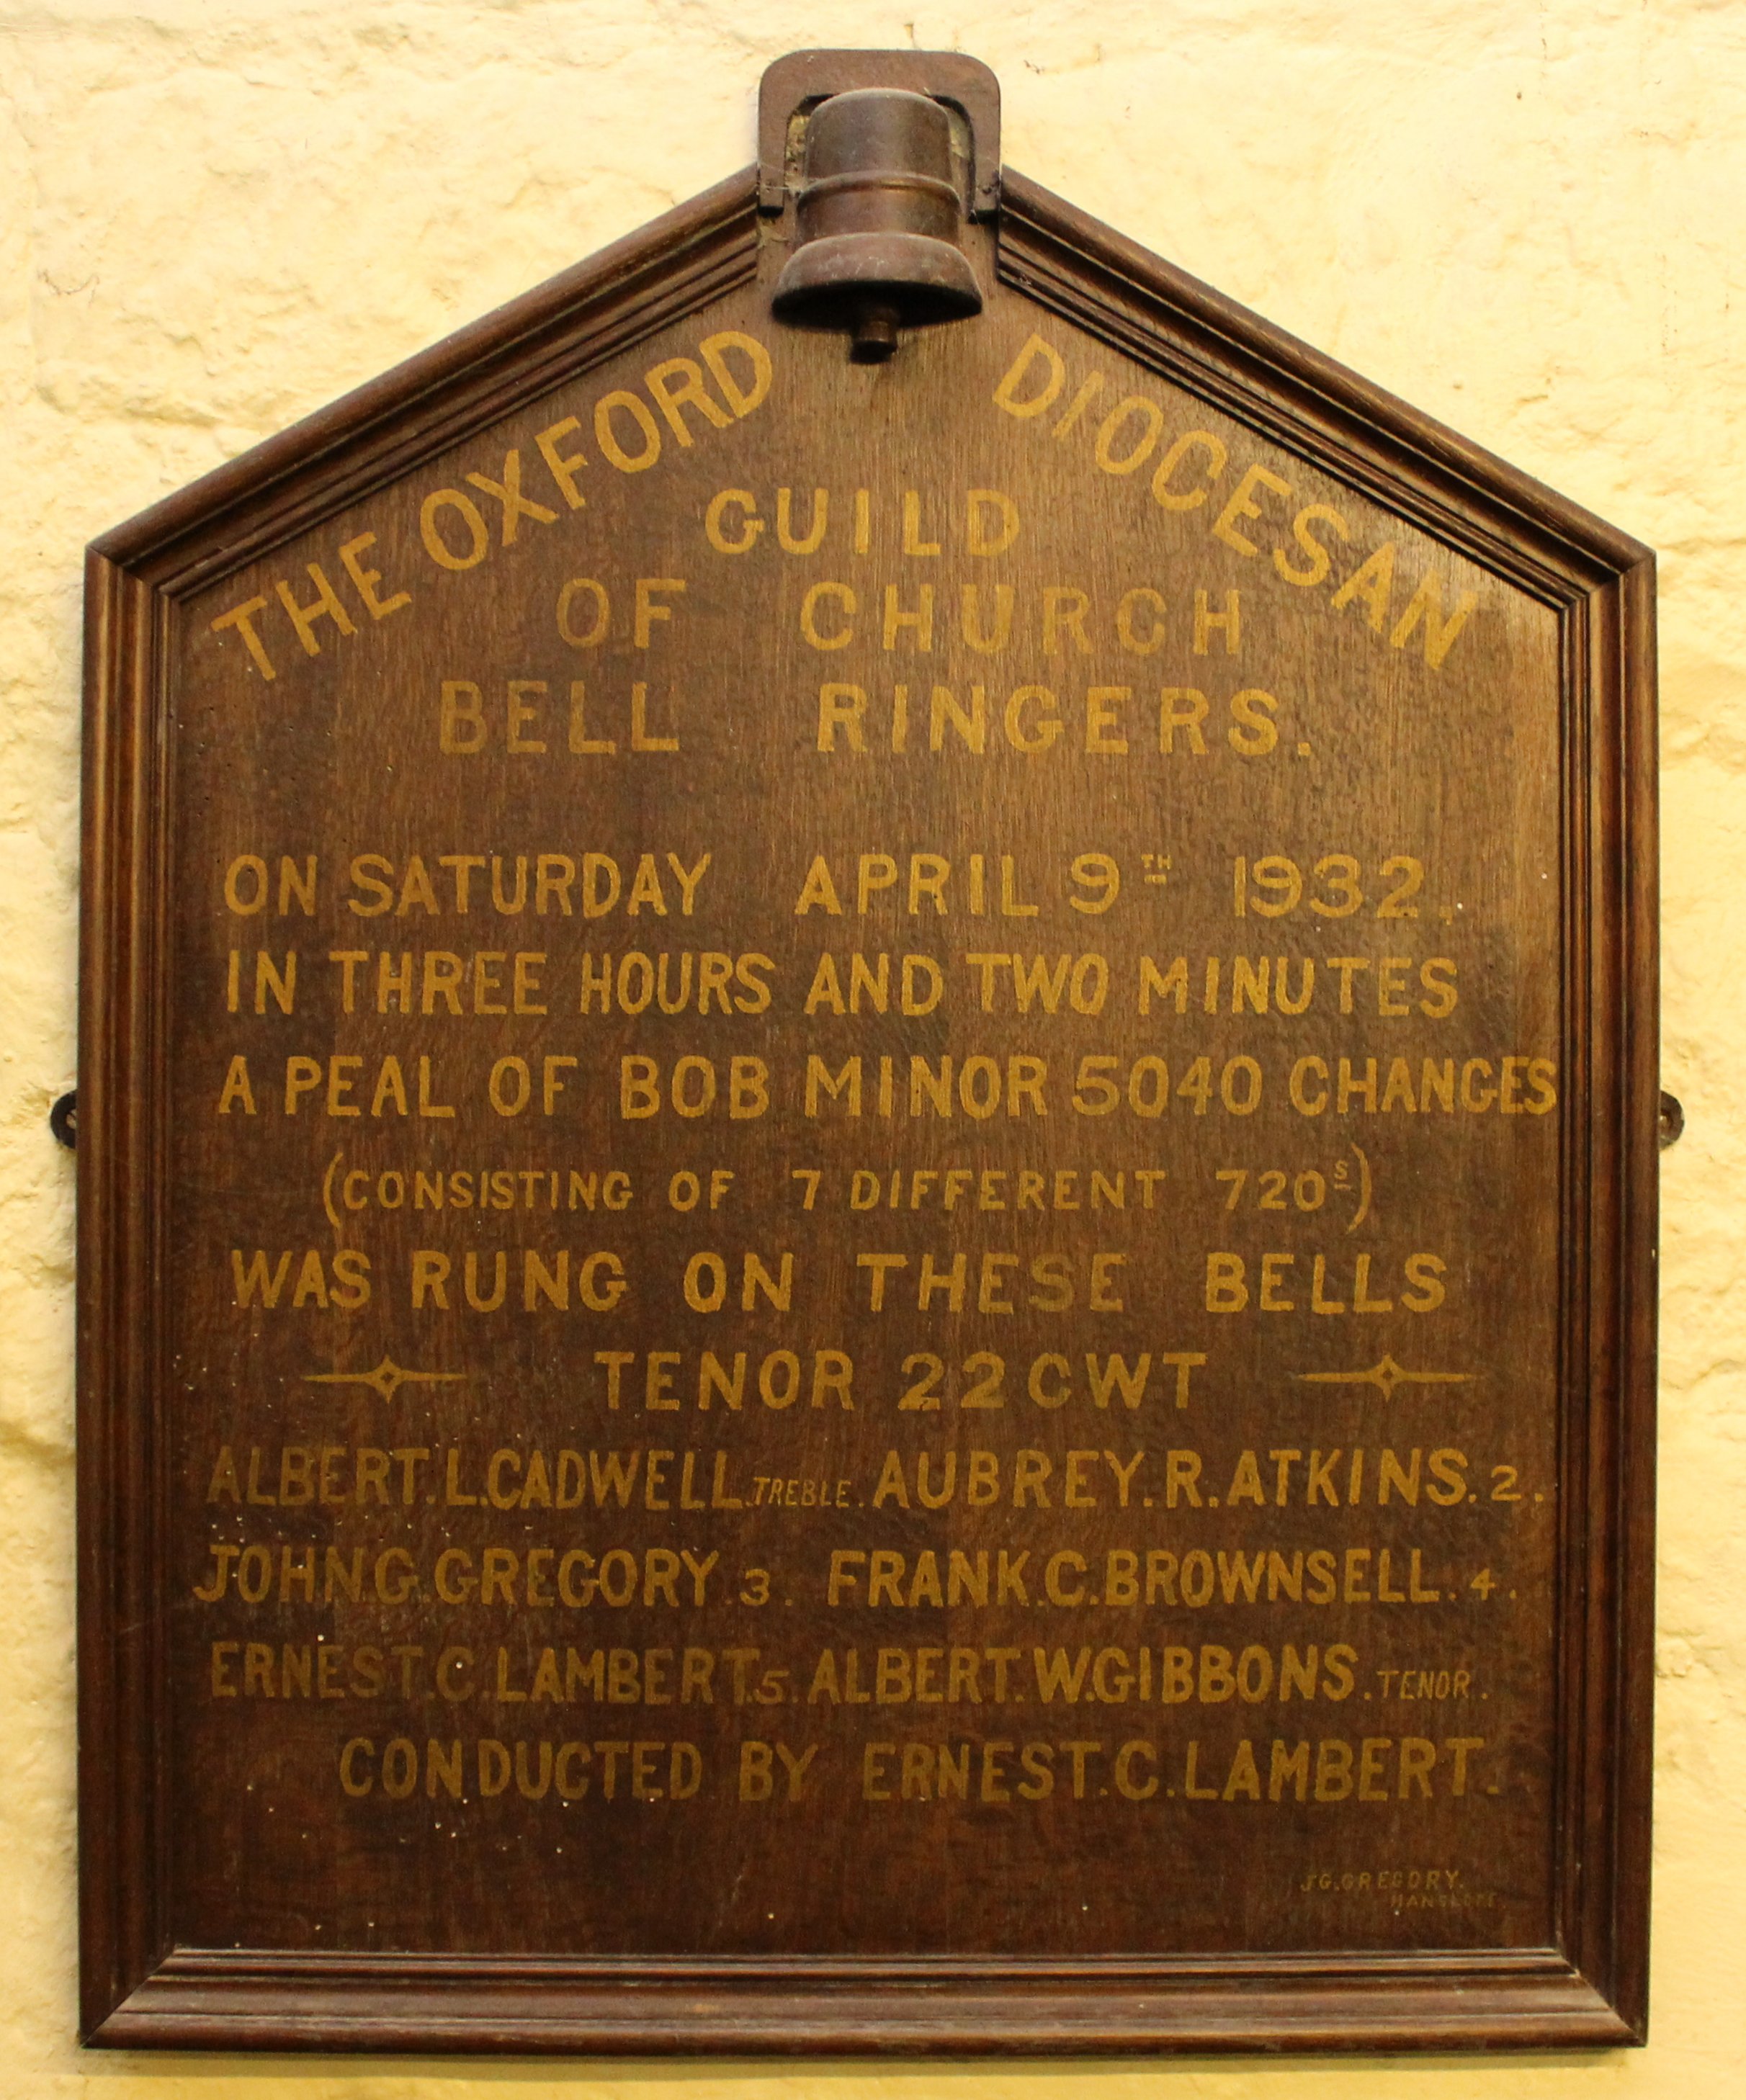 THE OXFORD DIOCESAN
GUILD
OF CHURCH
BELL RINGERS.
ON SATURDAY APRIL 9TH 1932.
IN THREE HOURS AND TWO MINUTES
A PEAL OF BOB MINOR 5040 CHANGES
(CONSISTING OF 7 DIFFERENT 720S)
WAS RUNG ON THESE BELLS
TENOR 22 CWT
ALBERT.L.CADWELL.TREBLE. AUBREY.R.ATKINS.2.
JOHN.G.GREGORY.3. FRANK.C.BROWNSELL.4.
ERNEST.C.LAMBERT.5. ALBERT.W.GIBBONS.TENOR.
CONDUCTED BY ERNEST.C.LAMBERT.
J.G.GREGORY.
HANSLOPE.